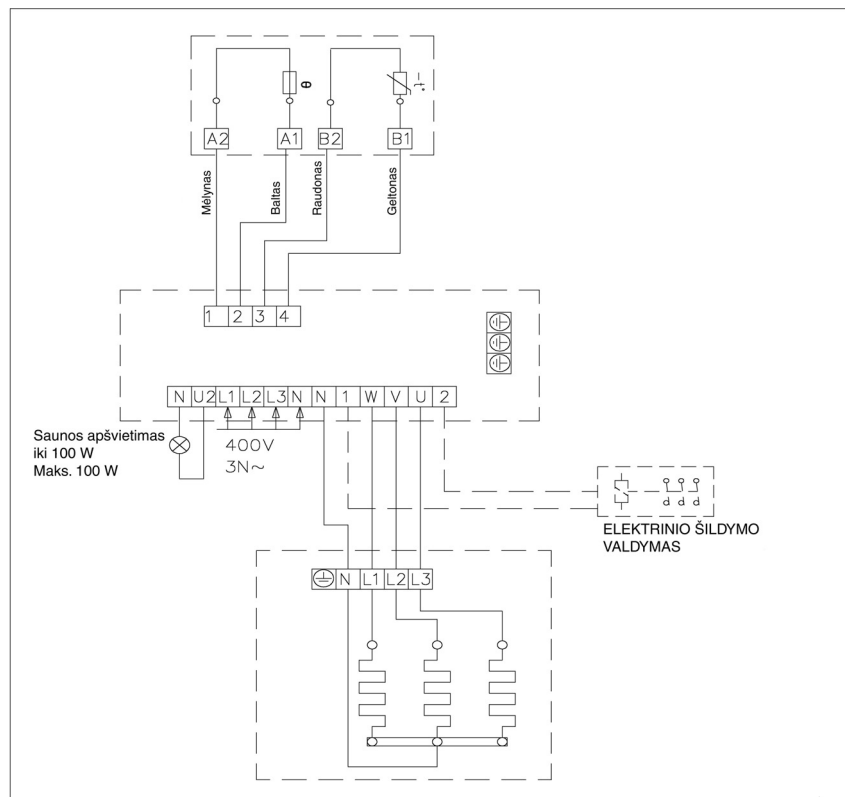 θ
-t°
A2 A1 B2 B1
Mėlynas
Baltas
Raudonas
Geltonas
1 2 3 4
N U2 L1 L2 L3 N N 1 W V U 2
Saunos apšvietimas
iki 100 W
Maks. 100 W
400V
3N~
ELEKTRINIO ŠILDYMO
VALDYMAS
N L1 L2 L3